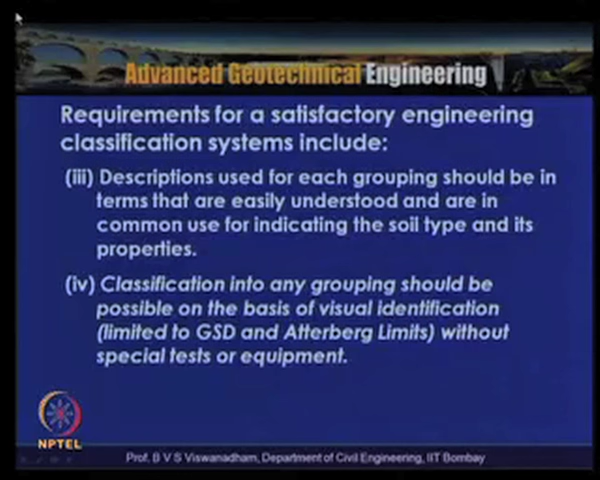 Advanced Geotechnical Engineering
Requirements for a satisfactory engineering
classification systems include:
(iii) Descriptions used for each grouping should be in
terms that are easily understood and are in
common use for indicating the soil type and its
properties.
(iv) Classification into any grouping should be
possible on the basis of visual identification
(limited to GSD and Atterberg Limits) without
special tests or equipment.
NPTEL
Prof. B V S Viswanadham, Department of Civil Engineering, IIT Bombay